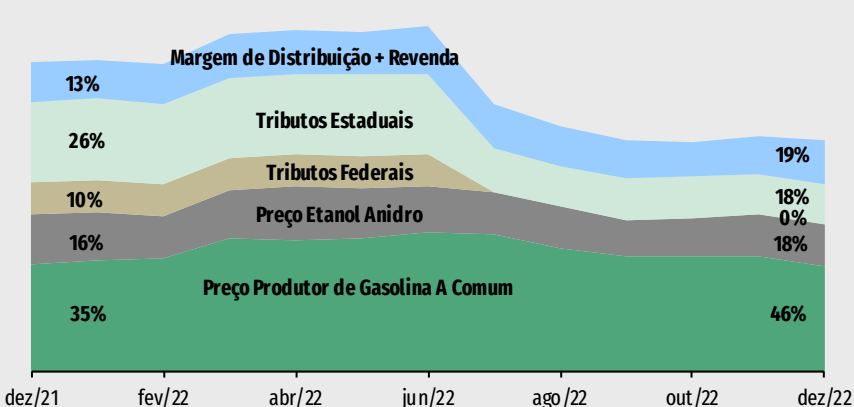 Margem de Distribuição + Revenda
13%
Tributos Estaduais
26%
19%
Tributos Federais
10%
18%
Preço Etanol Anidro
0%
16%
18%
Preço Produtor de Gasolina A Comum
35%
46%
dez/21 fev/22 abr/22 jun/22 ago/22 out/22 dez/22